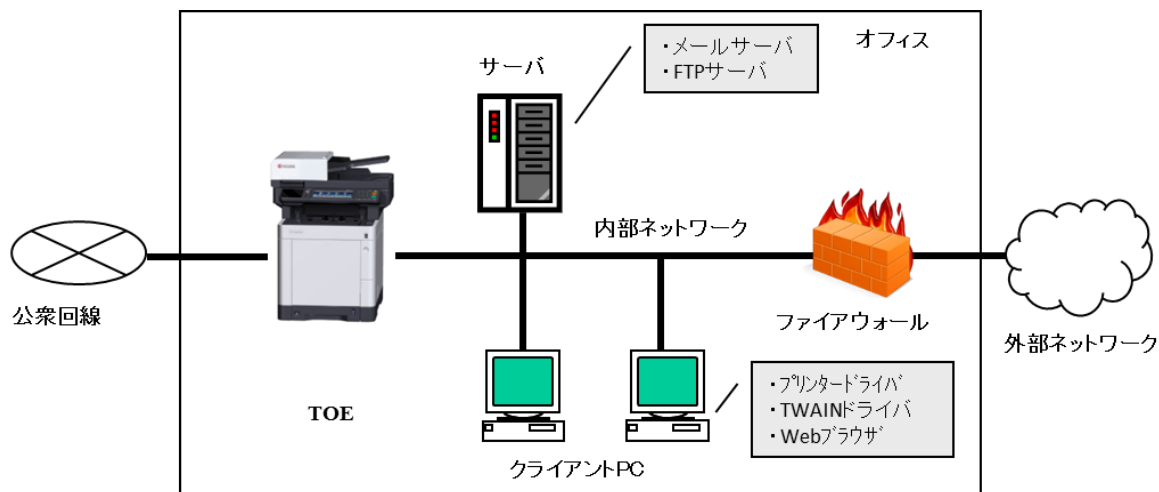 オフィス
・メールサーバ
・FTPサーバ
サーバ
内部ネットワーク
公衆回線
ファイアウォール
外部ネットワーク
TOE
・プリンタードライバ
・TWAINドライバ
・Webブラウザ
クライアントPC